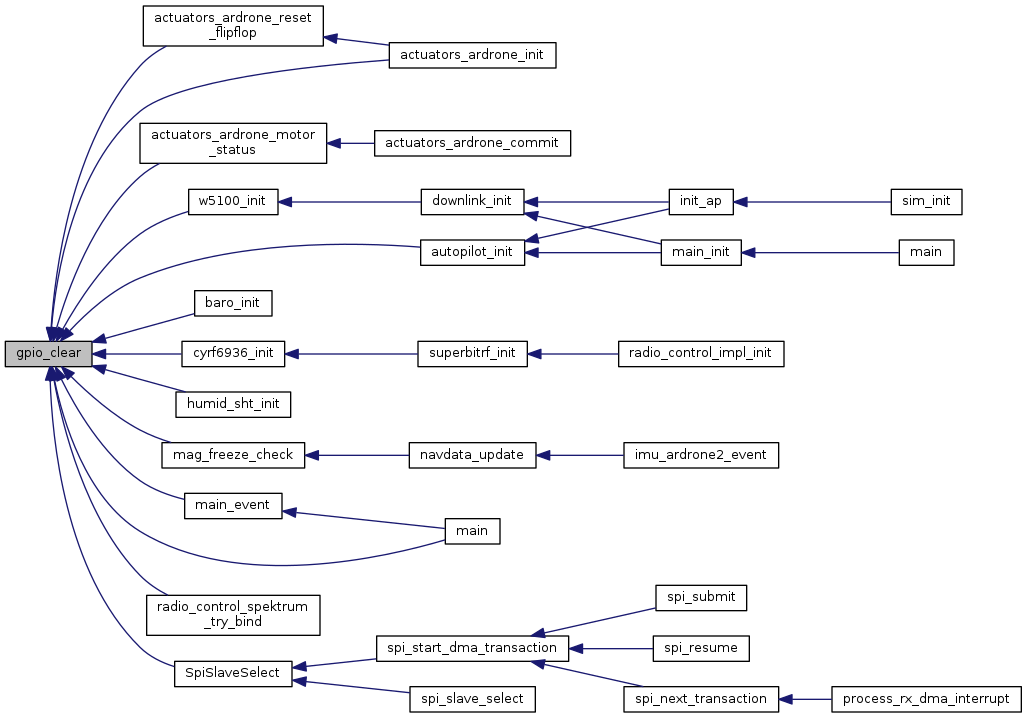 actuators_ardrone_reset
_flipflop
actuators_ardrone_init
actuators_ardrone_motor
_status
actuators_ardrone_commit
w5100_init
downlink_init
init_ap
sim_init
autopilot_init
main_init
main
baro_init
gpio_clear
cyrf6936_init
superbitrf_init
radio_control_impl_init
humid_sht_init
mag_freeze_check
navdata_update
imu_ardrone2_event
main_event
main
radio_control_spektrum
_try_bind
spi_submit
spi_start_dma_transaction
spi_resume
SpiSlaveSelect
spi_slave_select
spi_next_transaction
process_rx_dma_interrupt